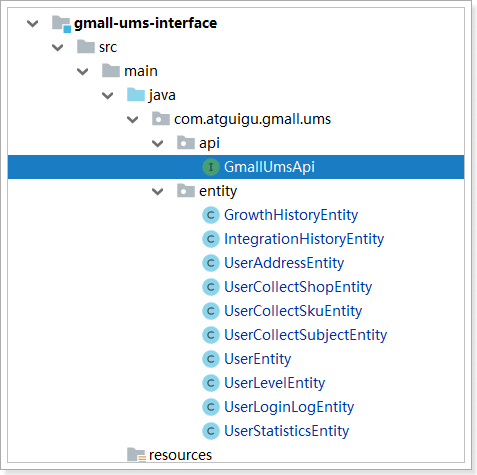 gmall-ums-interface
src
main
java
com.atguigu.gmall.ums
api
I GmallUmsApi
entity
C GrowthHistoryEntity
C IntegrationHistoryEntity
C UserAddressEntity
C UserCollectShopEntity
C UserCollectSkuEntity
C UserCollectSubjectEntity
C UserEntity
C UserLevelEntity
C UserLoginLogEntity
C UserStatisticsEntity
resources